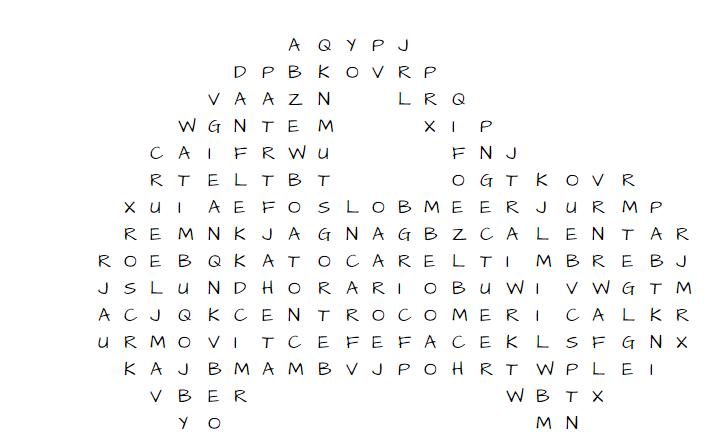 A Q Y P J
D P B K O V R P
V A A Z N L R Q
W G N T E M X I P
C A I F R W U F N J
R T E L T B T O G T K O V R
X U I A E F O S L O B M E E R J U R M P
R E M N K J A G N A G B Z C A L E N T A R
R O E B Q K A T O C A R E L T I M B R E B J
J S L U N D H O R A R I O B U W I V W G T M
A C J Q K C E N T R O C O M E R I C A L K R
U R M O V I T C E F E F A C E K L S F G N X
K A J B M A M B V J P O H R T W P L E I
V B E R W B T X
Y O M N